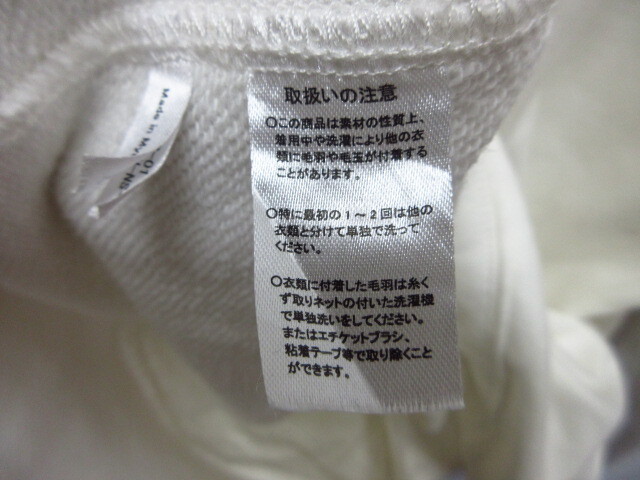 取扱いの注意
○この商品は素材の性質上、
着用中や洗濯により他の衣
類に毛羽や毛玉が付着する
ことがあります。
○特に最初の１～２回は他の
衣類と分けて単独で洗って
ください。
○衣類に付着した毛羽は糸く
ず取りネットの付いた洗濯機
で単独洗いをしてください。
またはエチケットブラシ、
粘着テープ等で取り除くこと
ができます。
Made in